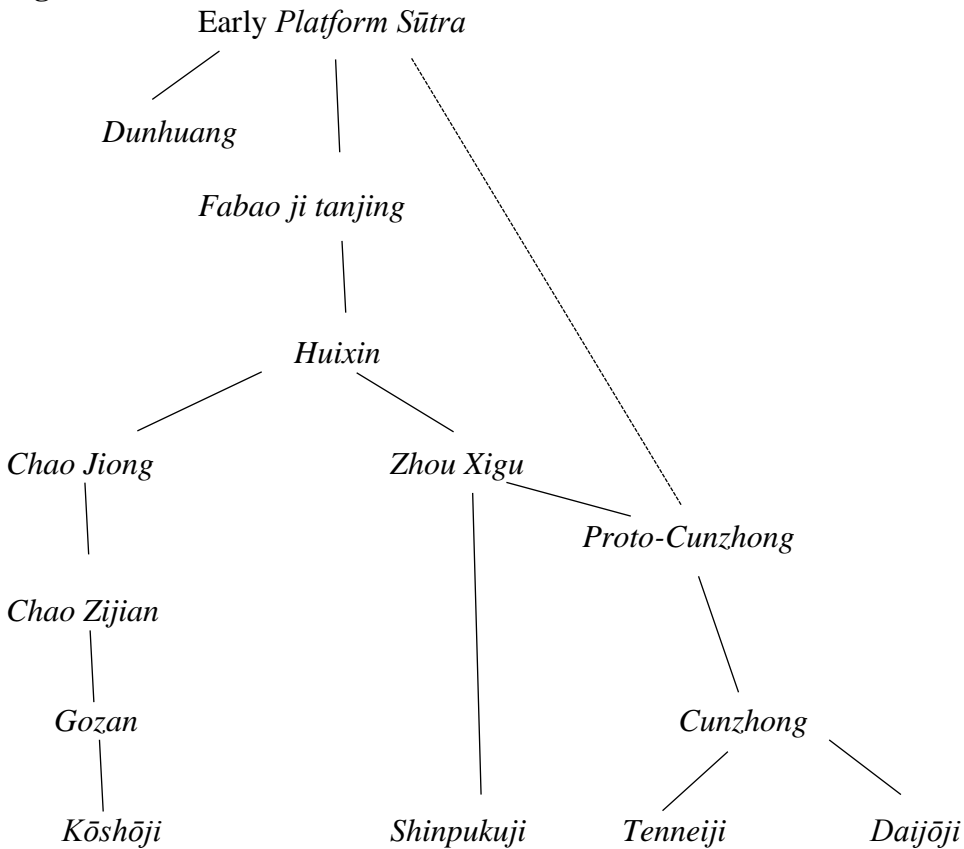 Early Platform Sūtra
Dunhuang
Fabao ji tanjing
Huixin
Chao Jiong
Zhou Xigu
Proto-Cunzhong
Chao Zijian
Gozan
Cunzhong
Kōshōji
Shinpukuji
Tenneiji
Daijōji